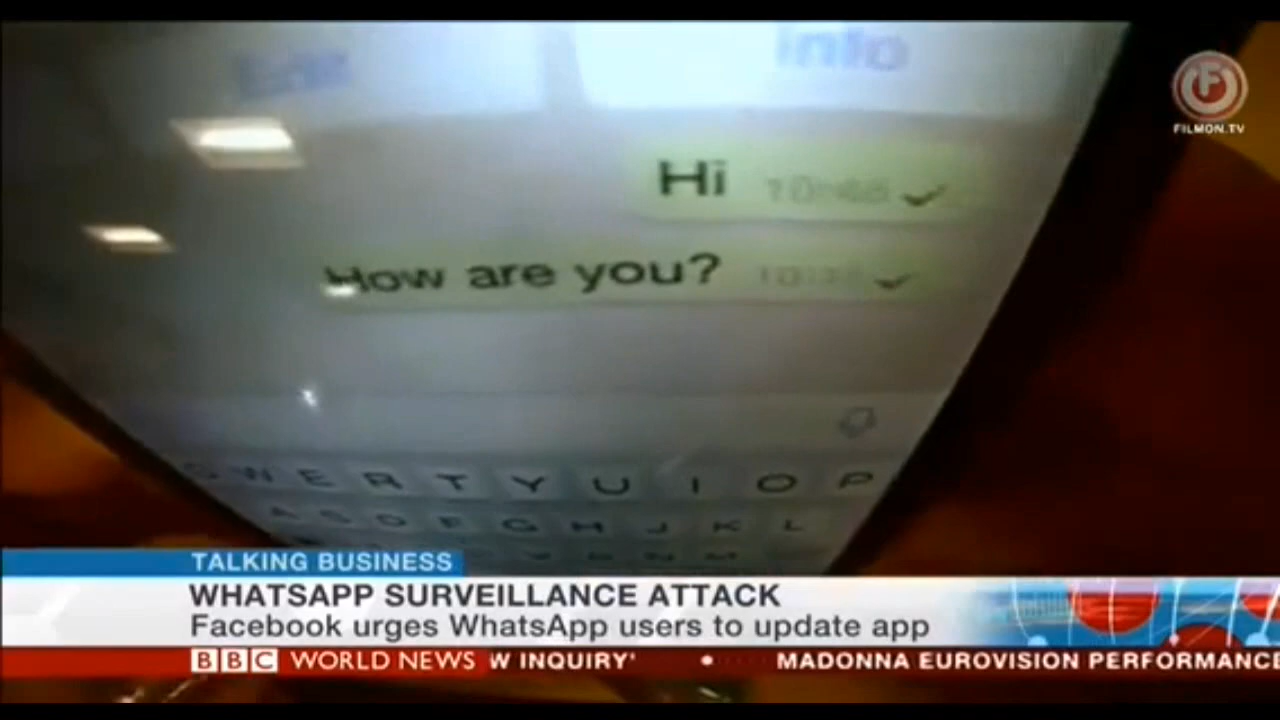 info
FILMON.TV
Hi
How are you?
Q W E R T Y U I O P
A S D F G H J K L
TALKING BUSINESS
WHATSAPP SURVEILLANCE ATTACK
Facebook urges WhatsApp users to update app
BBC WORLD NEWS W INQUIRY' • MADONNA EUROVISION PERFORMANCE